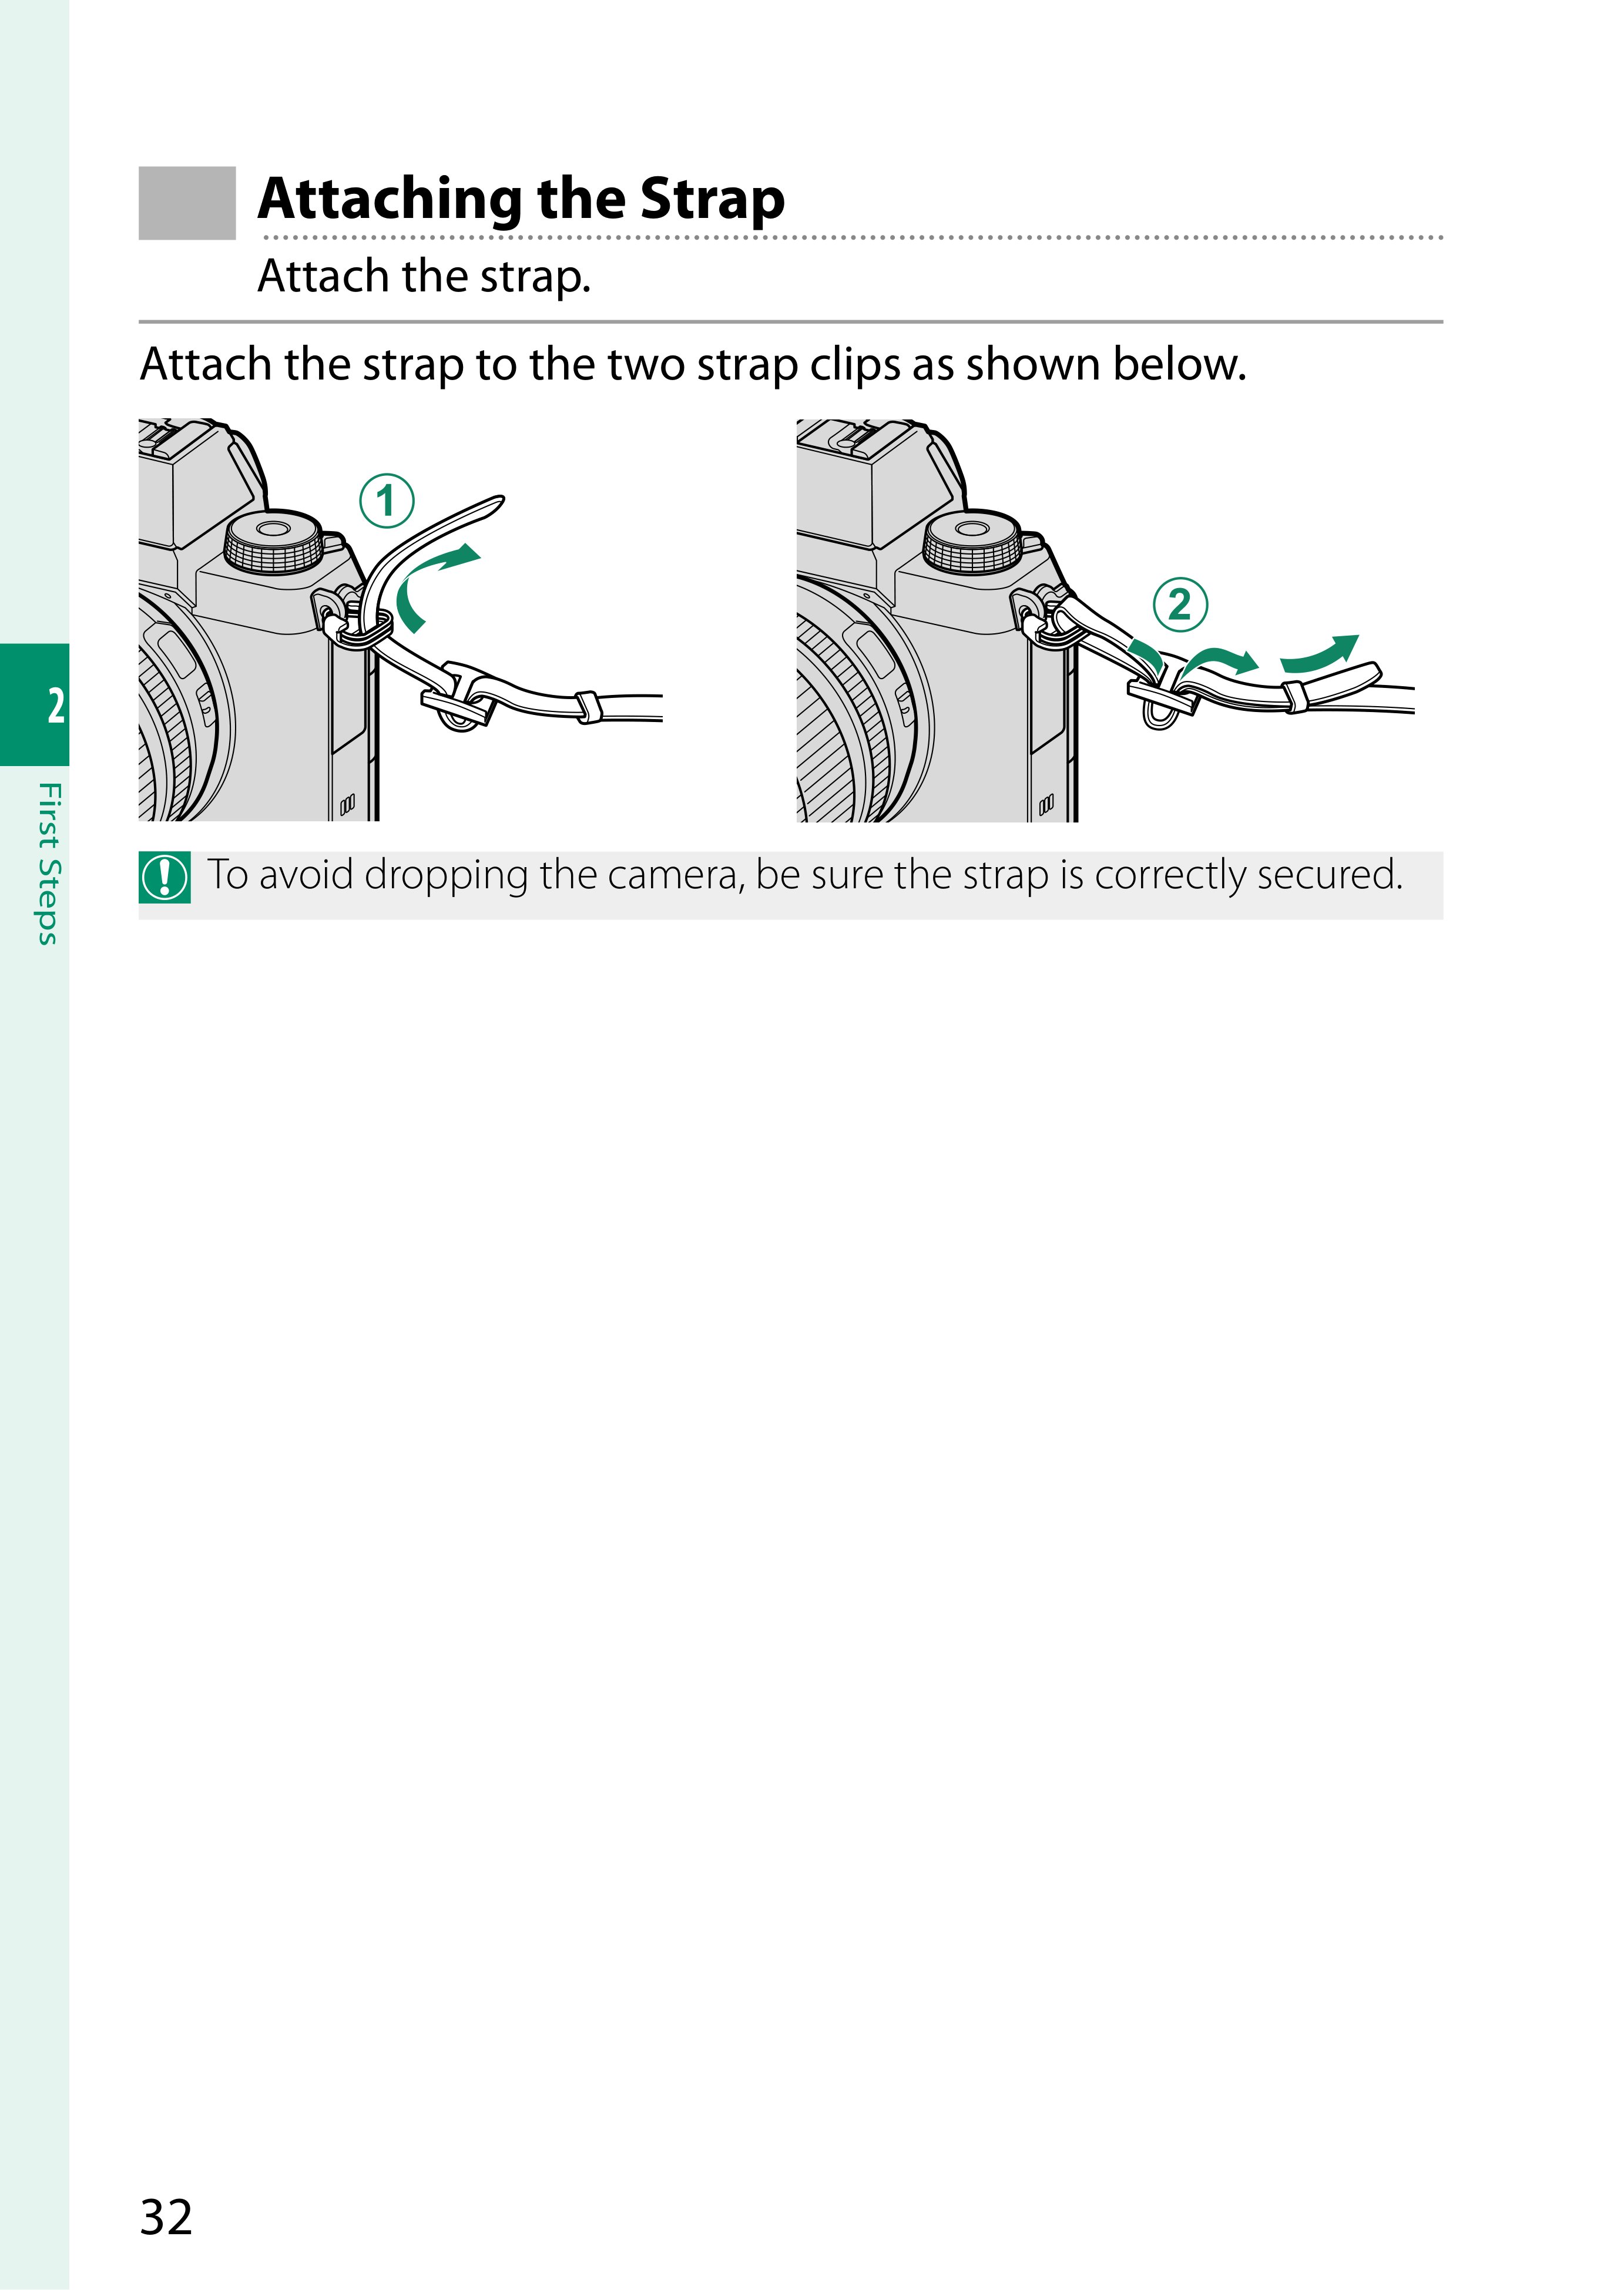 Attaching the Strap
Attach the strap.
Attach the strap to the two strap clips as shown below.
1
2
To avoid dropping the camera, be sure the strap is correctly secured.
2
First Steps
32